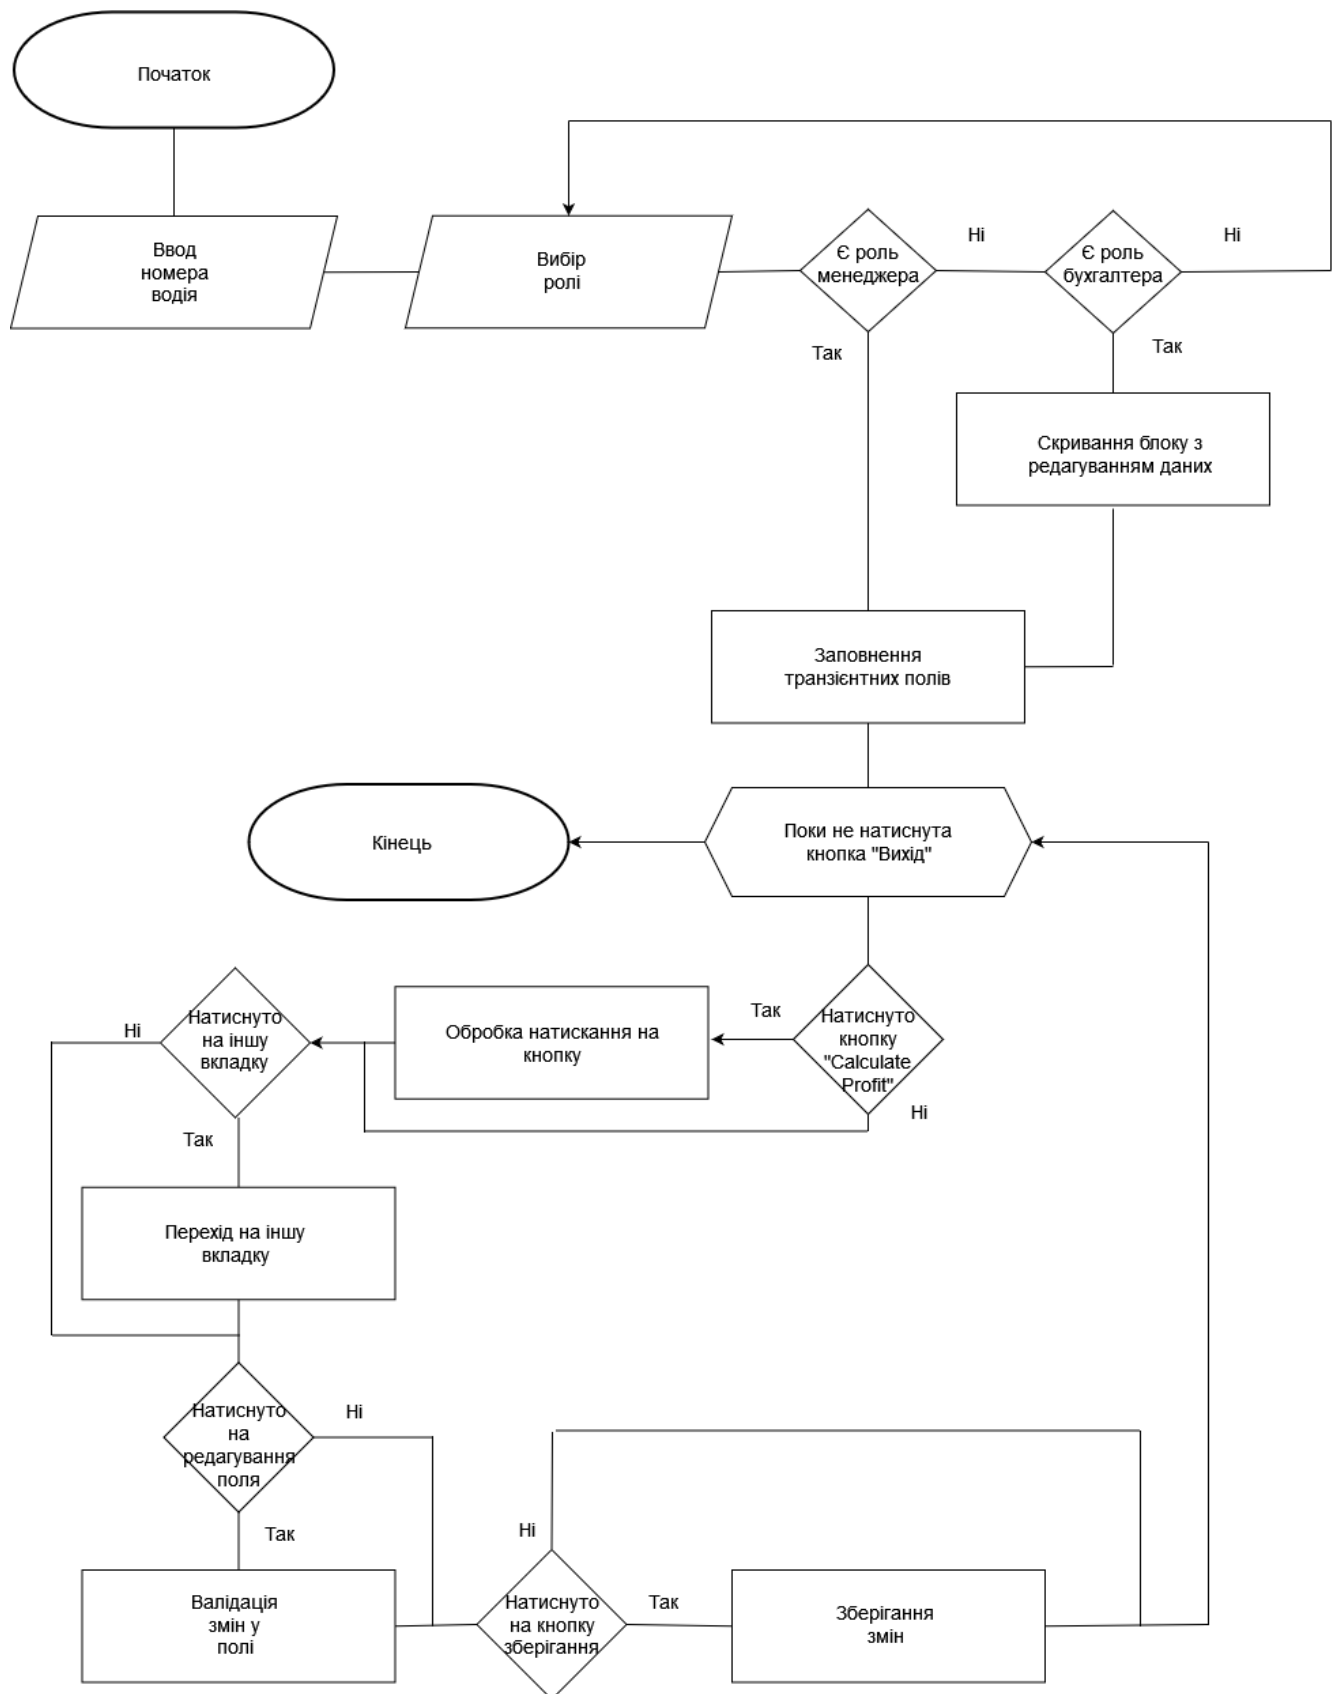 Початок
Ввод
номера
водія
Вибір
ролі
Є роль
менеджера
Ні
Є роль
бухгалтера
Ні
Так
Так
Скривання блоку з
редагуванням даних
Заповнення
транзієнтних полів
Кінець
Поки не натиснута
кнопка "Вихід"
Натиснуто
кнопку
"Calculate
Profit"
Так
Ні
Обробка натискання на
кнопку
Натиснуто
на іншу
вкладку
Ні
Так
Перехід на іншу
вкладку
Натиснуто
на
редагування
поля
Ні
Так
Валідація
змін у
полі
Ні
Натиснуто
на кнопку
зберігання
Так
Зберігання
змін